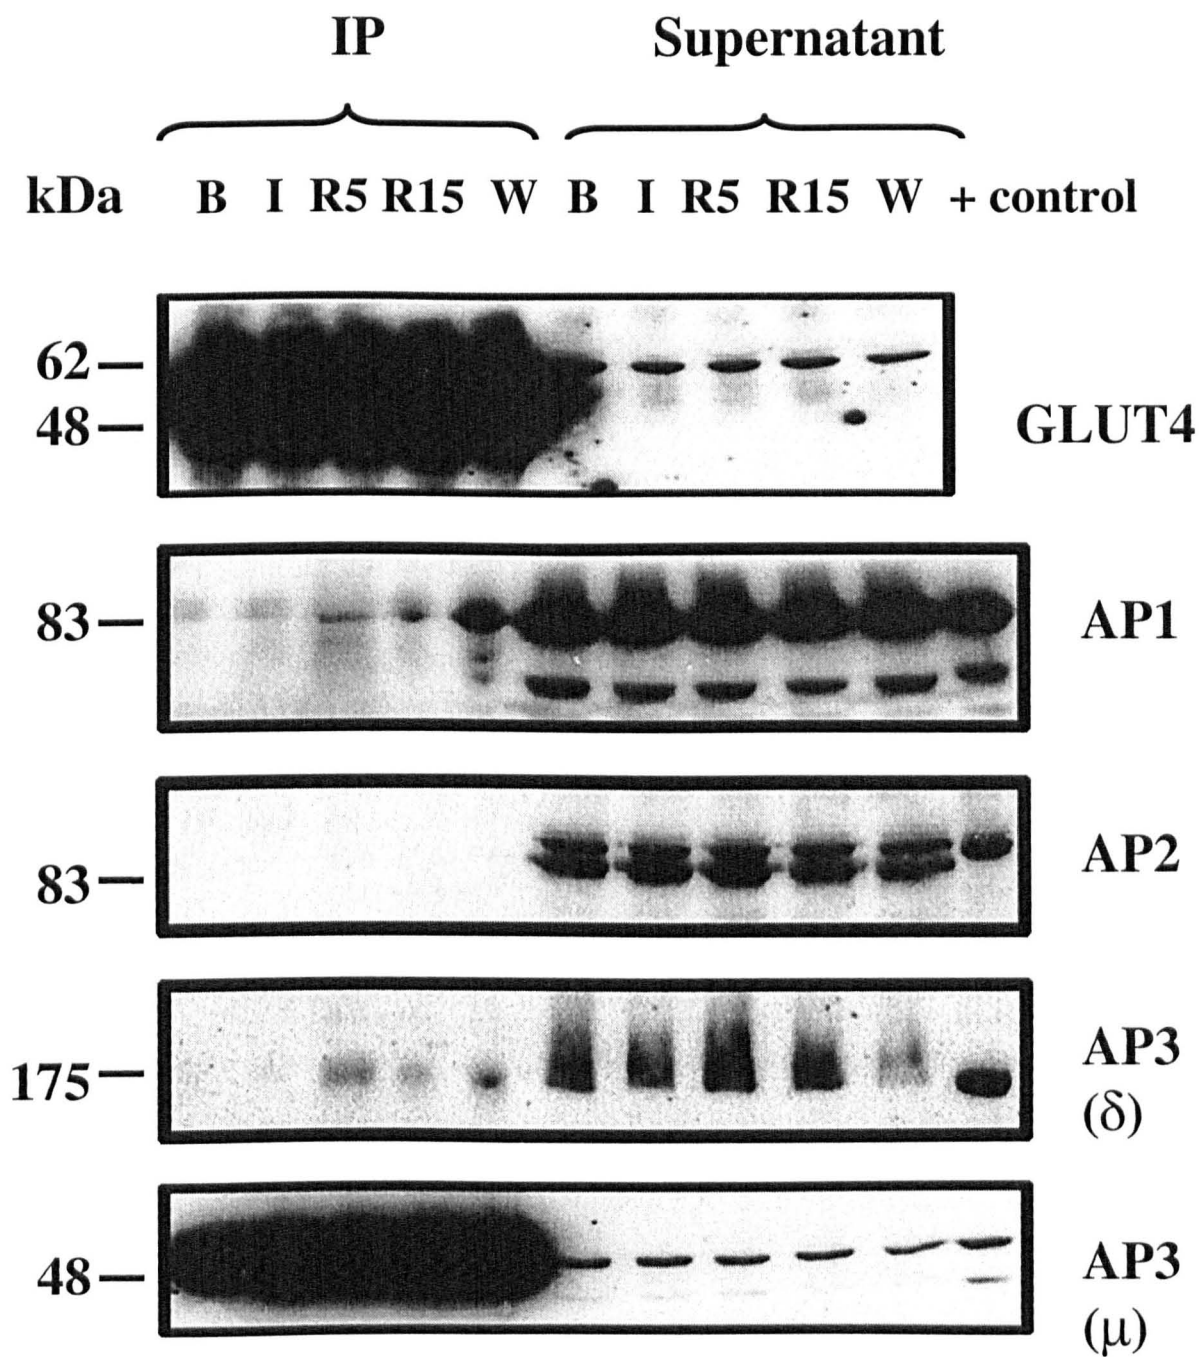 IP Supernatant
kDa B I R5 R15 W B I R5 R15 W + control
62
48
GLUT4
83
AP1
83
AP2
175
AP3
(δ)
48
AP3
(μ)